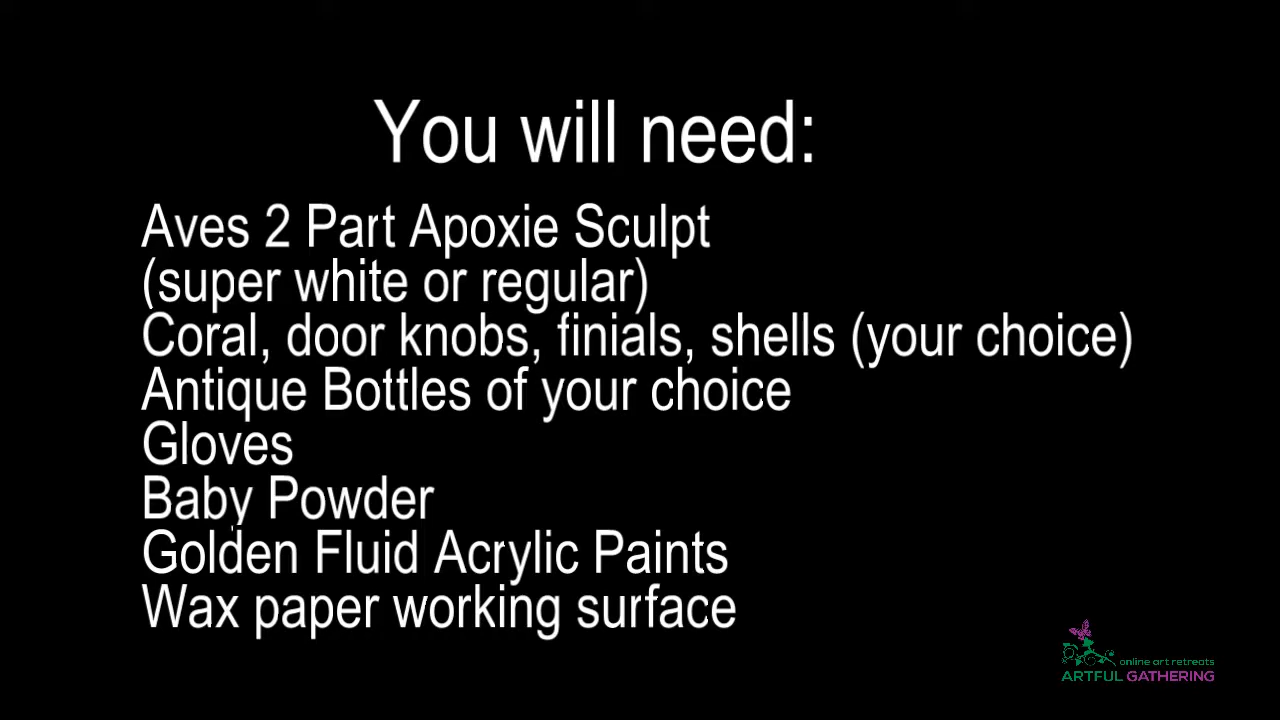 You will need:
Aves 2 Part Apoxie Sculpt
(super white or regular)
Coral, door knobs, finials, shells (your choice)
Antique Bottles of your choice
Gloves
Baby Powder
Golden Fluid Acrylic Paints
Wax paper working surface
online art retreats
ARTFUL GATHERING